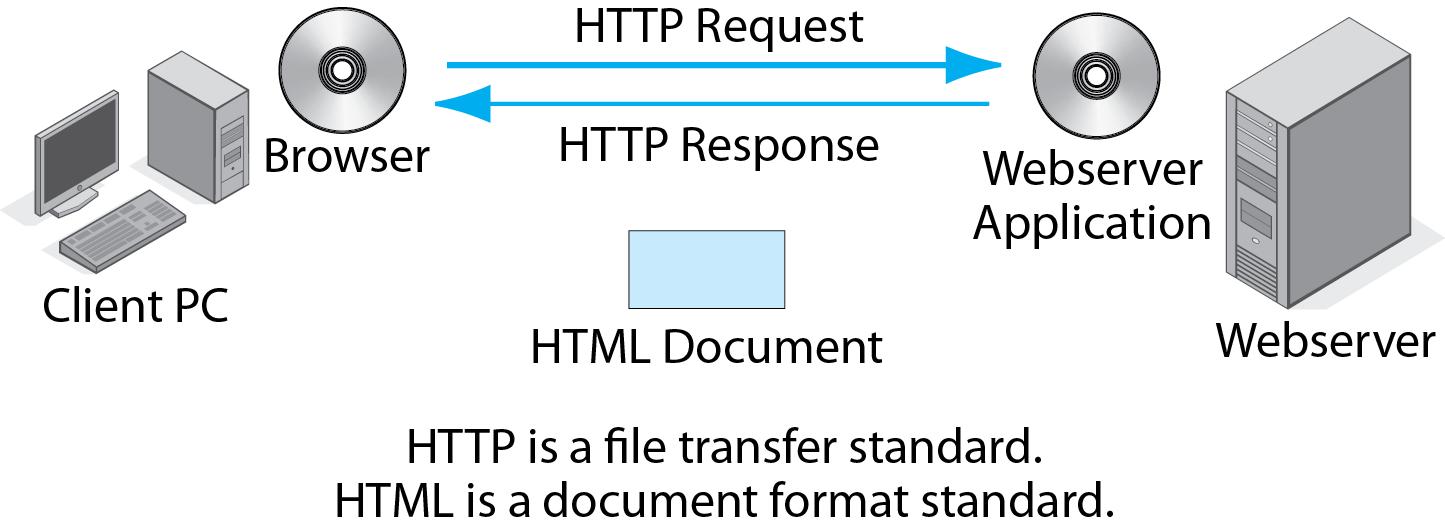 HTTP Request
HTTP Response
Browser
Client PC
Webserver
Application
Webserver
HTML Document
HTTP is a file transfer standard.
HTML is a document format standard.